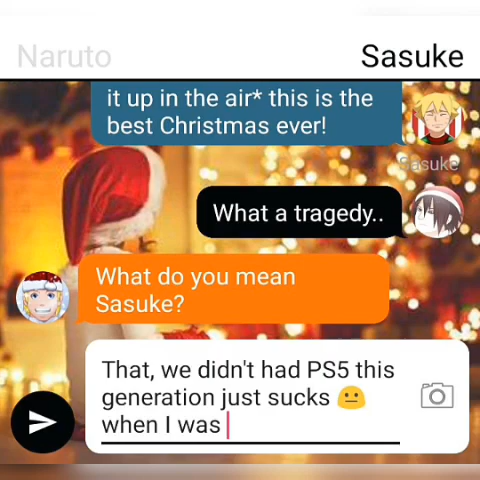 Naruto
Sasuke
it up in the air* this is the
best Christmas ever!
Sasuke
What a tragedy..
What do you mean
Sasuke?
That, we didn't had PS5 this
generation just sucks 😐
when I was